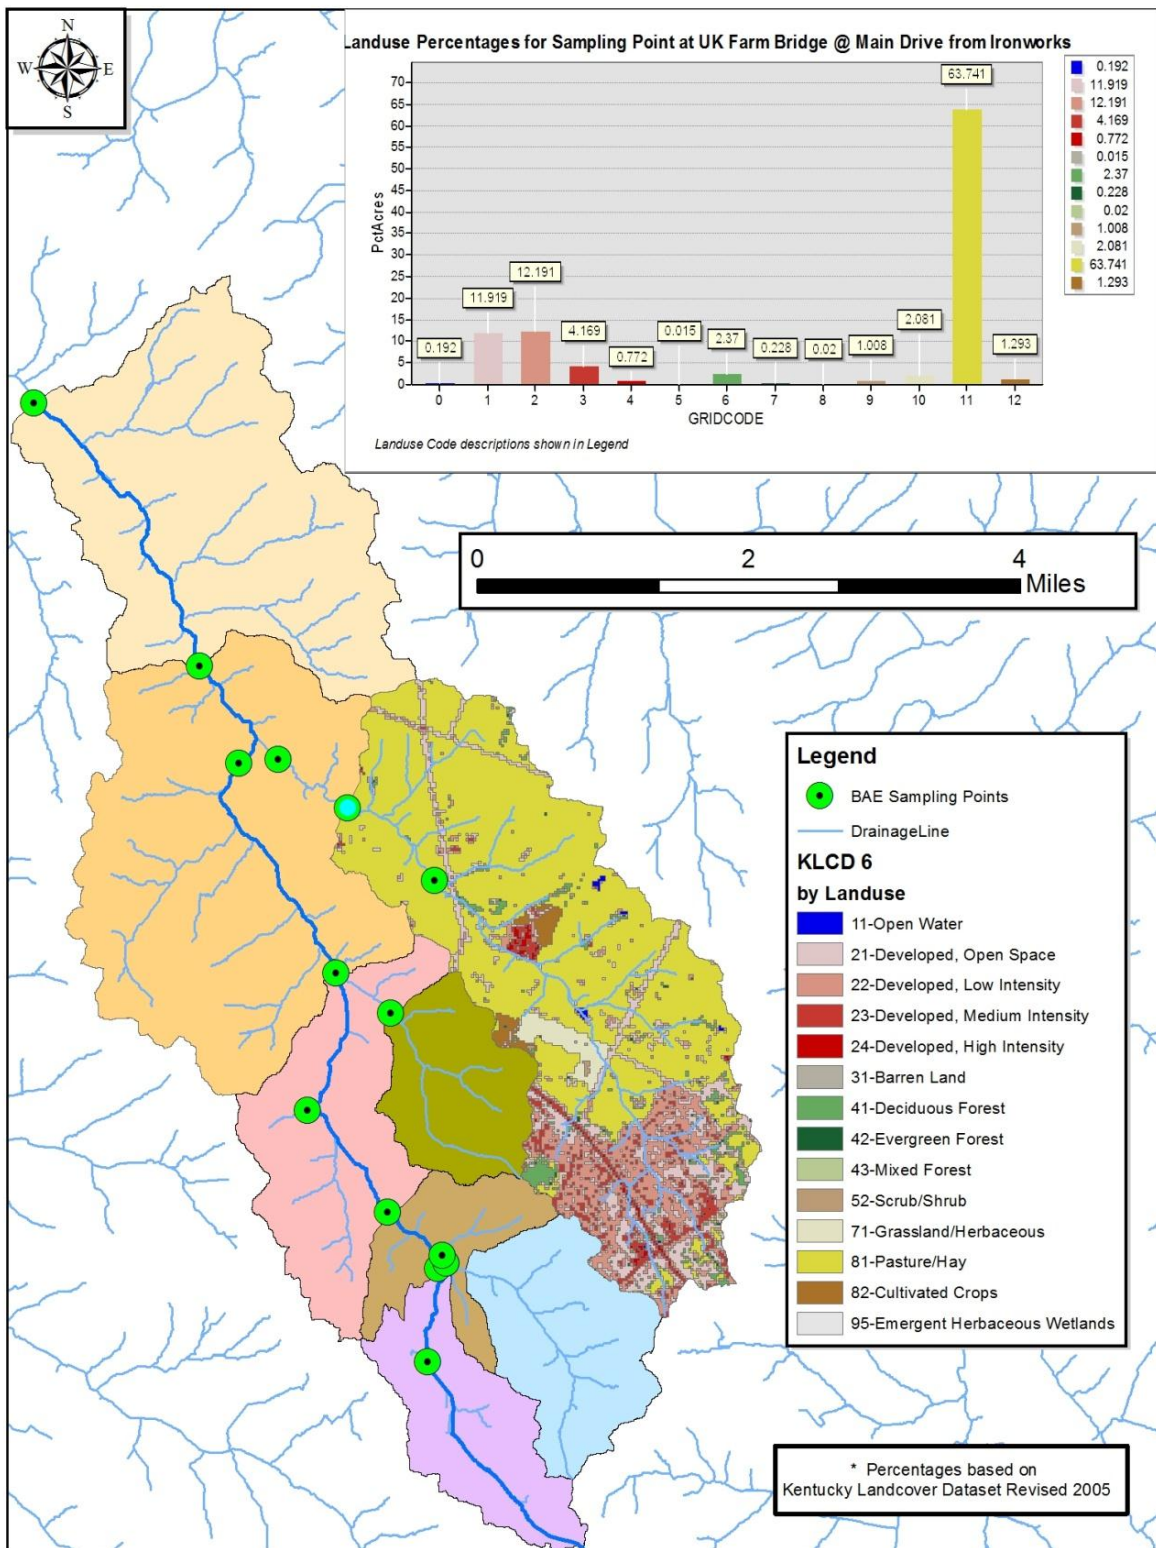 N
W E
S
Landuse Percentages for Sampling Point at UK Farm Bridge @ Main Drive from Ironworks
PctAcres
70
65
60
55
50
45
40
35
30
25
20
15
10
5
0
0.192
11.919
12.191
4.169
0.772
0.015
2.37
0.228
0.02
1.008
2.081
63.741
1.293
0 1 2 3 4 5 6 7 8 9 10 11 12
GRIDCODE
Landuse Code descriptions shown in Legend
0.192
11.919
12.191
4.169
0.772
0.015
2.37
0.228
0.02
1.008
2.081
63.741
1.293
0 2 4
Miles
Legend
BAE Sampling Points
DrainageLine
KLCD 6
by Landuse
11-Open Water
21-Developed, Open Space
22-Developed, Low Intensity
23-Developed, Medium Intensity
24-Developed, High Intensity
31-Barren Land
41-Deciduous Forest
42-Evergreen Forest
43-Mixed Forest
52-Scrub/Shrub
71-Grassland/Herbaceous
81-Pasture/Hay
82-Cultivated Crops
95-Emergent Herbaceous Wetlands
* Percentages based on
Kentucky Landcover Dataset Revised 2005